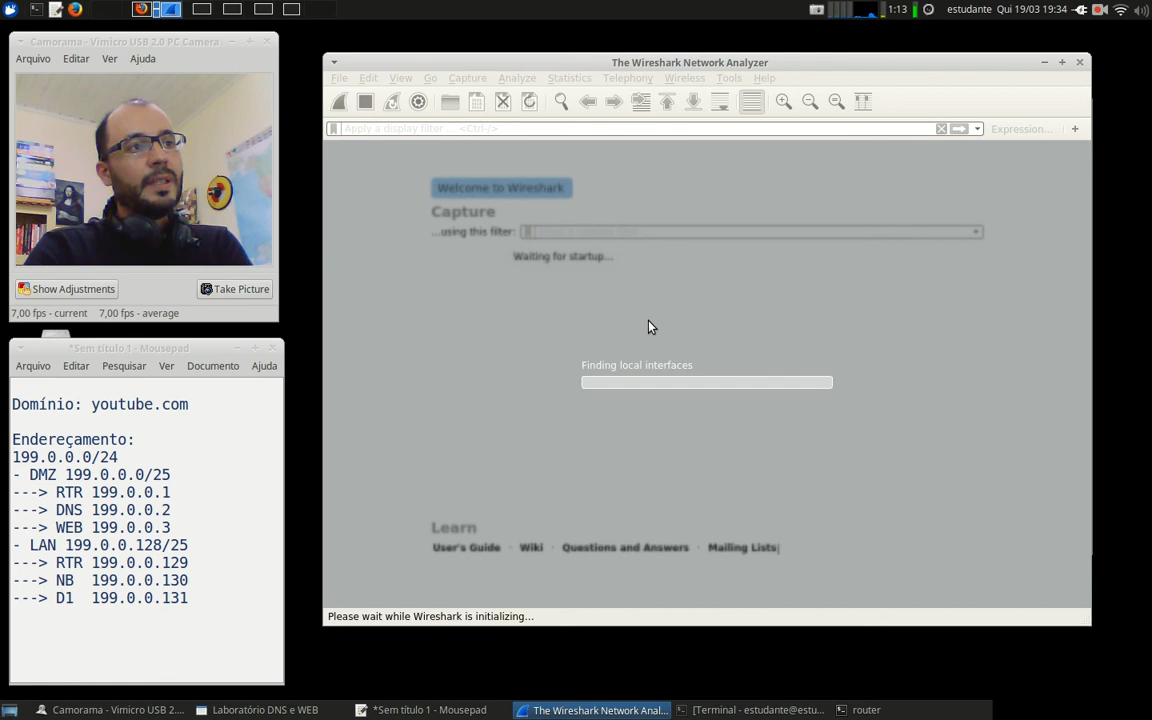 1:13 estudante Qui 19/03 19:34
Camorama - Vimicro USB 2.0 PC Camera
Arquivo Editar Ver Ajuda
Show Adjustments Take Picture
7,00 fps - current 7,00 fps - average
*Sem título 1 - Mousepad
Arquivo Editar Pesquisar Ver Documento Ajuda
Domínio: youtube.com
Endereçamento:
199.0.0.0/24
- DMZ 199.0.0.0/25
---> RTR 199.0.0.1
---> DNS 199.0.0.2
---> WEB 199.0.0.3
- LAN 199.0.0.128/25
---> RTR 199.0.0.129
---> NB 199.0.0.130
---> D1 199.0.0.131
The Wireshark Network Analyzer
File Edit View Go Capture Analyze Statistics Telephony Wireless Tools Help
Apply a display filter ... <Ctrl-/> Expression... +
Welcome to Wireshark
Capture
...using this filter:
Waiting for startup...
Finding local interfaces
Learn
User's Guide · Wiki · Questions and Answers · Mailing Lists
Please wait while Wireshark is initializing...
Camorama - Vimicro USB 2.... Laboratório DNS e WEB *Sem título 1 - Mousepad The Wireshark Network Anal... [Terminal - estudante@estu... router